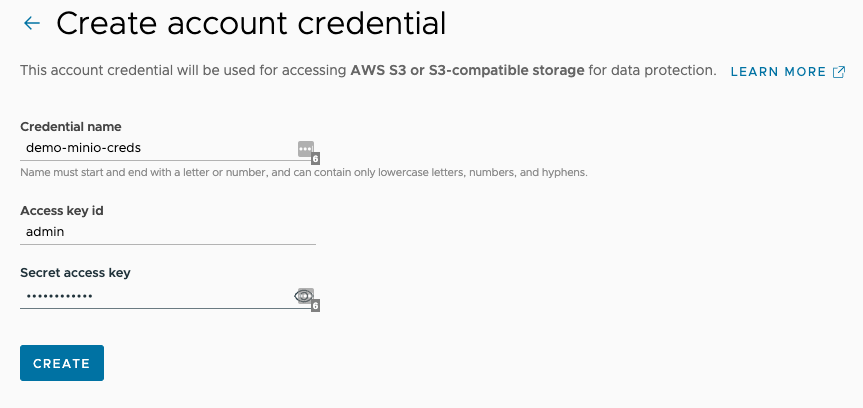 Create account credential
This account credential will be used for accessing AWS S3 or S3-compatible storage for data protection. LEARN MORE
Credential name
demo-minio-creds
6
Name must start and end with a letter or number, and can contain only lowercase letters, numbers, and hyphens.
Access key id
admin
Secret access key
••••••••••••
6
CREATE